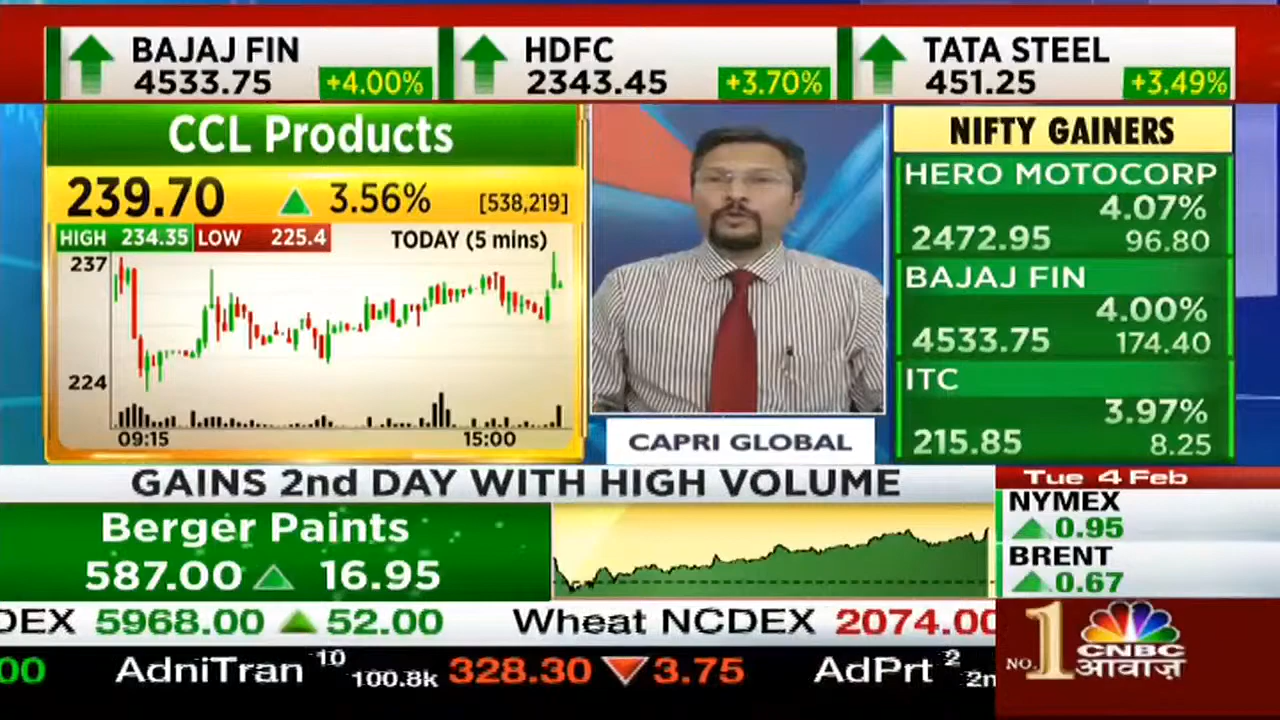 BAJAJ FIN
4533.75 +4.00%
HDFC
2343.45 +3.70%
TATA STEEL
451.25 +3.49%
CCL Products
239.70 3.56% [538,219]
HIGH 234.35 LOW 225.4 TODAY (5 mins)
237
224
09:15 15:00
CAPRI GLOBAL
NIFTY GAINERS
HERO MOTOCORP
4.07%
2472.95 96.80
BAJAJ FIN
4.00%
4533.75 174.40
ITC
3.97%
215.85 8.25
GAINS 2nd DAY WITH HIGH VOLUME
Berger Paints
587.00 16.95
Tue 4 Feb
NYMEX
0.95
BRENT
0.67
DEX 5968.00 52.00 Wheat NCDEX 2074.00
00 AdniTran 10 100.8k 328.30 3.75 AdPrt 2 2n
NO. 1 CNBC
आवाज़